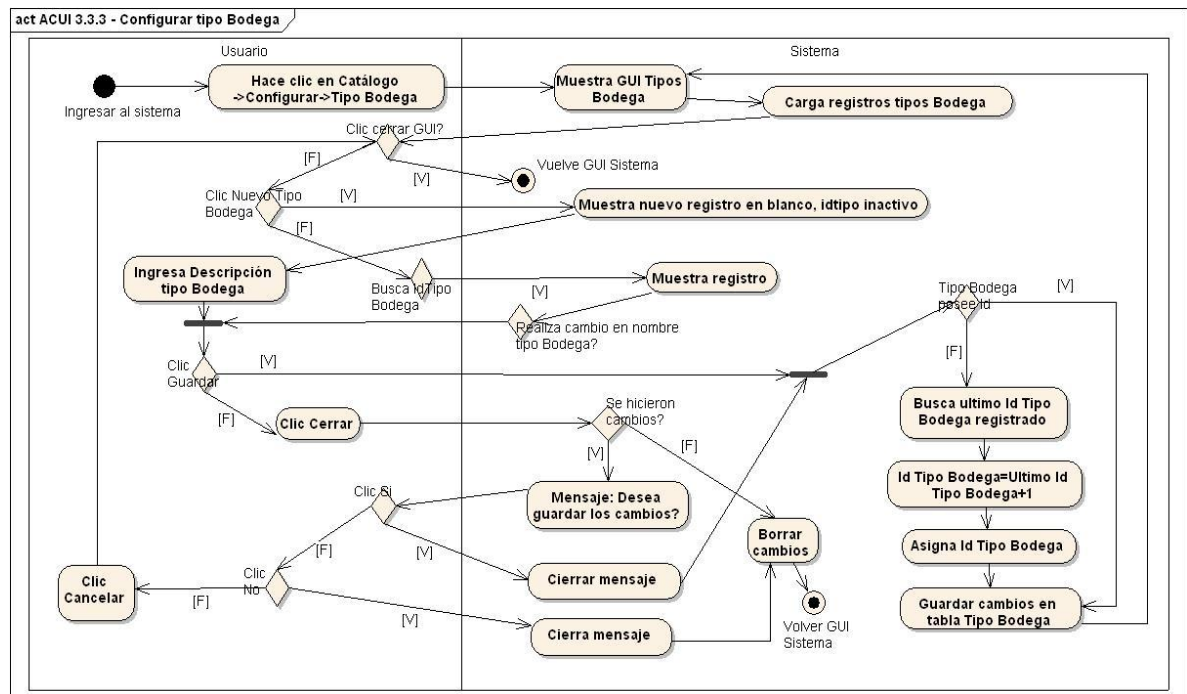 act ACUI 3.3.3 - Configurar tipo Bodega
Usuario
Sistema
Ingresar al sistema
Hace clic en Catálogo
->Configurar->Tipo Bodega
Muestra GUI Tipos
Bodega
Carga registros tipos Bodega
Clic cerrar GUI?
[F]
[V]
Vuelve GUI Sistema
Clic Nuevo Tipo
Bodega
[V]
[F]
Muestra nuevo registro en blanco, idtipo inactivo
Ingresa Descripción
tipo Bodega
Busca IdTipo
Bodega
[V]
Muestra registro
Realiza cambio en nombre
tipo Bodega?
Tipo Bodega
posee Id
[V]
[F]
Clic
Guardar
[V]
[F]
Clic Cerrar
Se hicieron
cambios?
[F]
[V]
Busca ultimo Id Tipo
Bodega registrado
Id Tipo Bodega=Ultimo Id
Tipo Bodega+1
Asigna Id Tipo Bodega
Guardar cambios en
tabla Tipo Bodega
Mensaje: Desea
guardar los cambios?
Clic Si
[F]
[V]
Borrar
cambios
Cierrar mensaje
Clic
No
[F]
[V]
Clic
Cancelar
Cierra mensaje
Volver GUI
Sistema